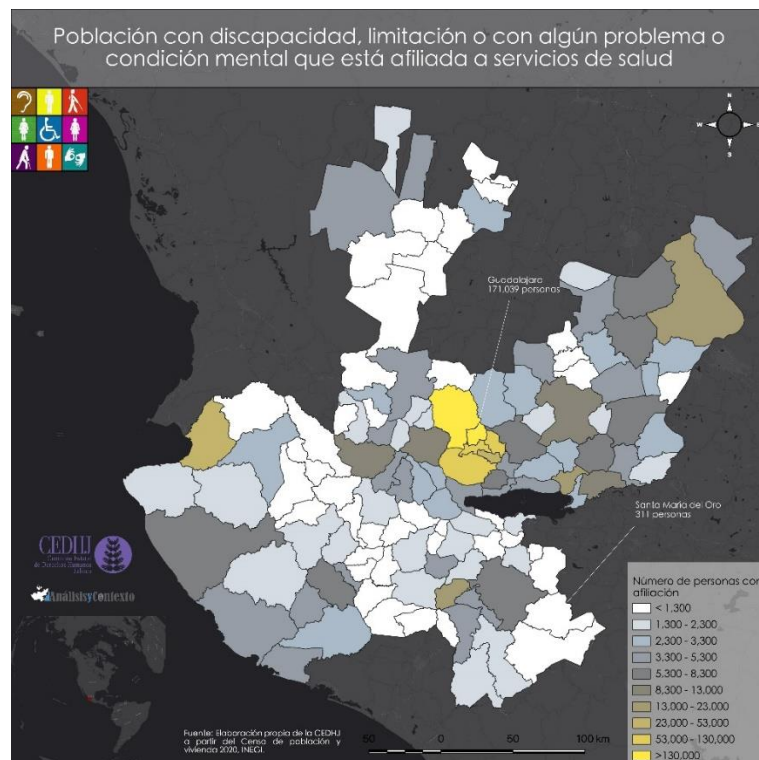 Población con discapacidad, limitación o con algún problema o
condición mental que está afiliada a servicios de salud
N
W
S
Guadalajara
171,039 personas
Santa María del Oro
311 personas
CEDHJ
de Derechos Humanos
Jalisco
AnálisisyContexto
Número de personas con
afiliación
< 1,300
1,300 - 2,300
2,300 - 3,300
3,300 - 5,300
5,300 - 8,300
8,300 - 13,000
13,000 - 23,000
23,000 - 53,000
53,000 - 130,000
>130,000
Fuente: Elaboración propia de la CEDHJ
a partir del Censo de población y
vivienda 2020, INEGI.
50
0
50
100 km